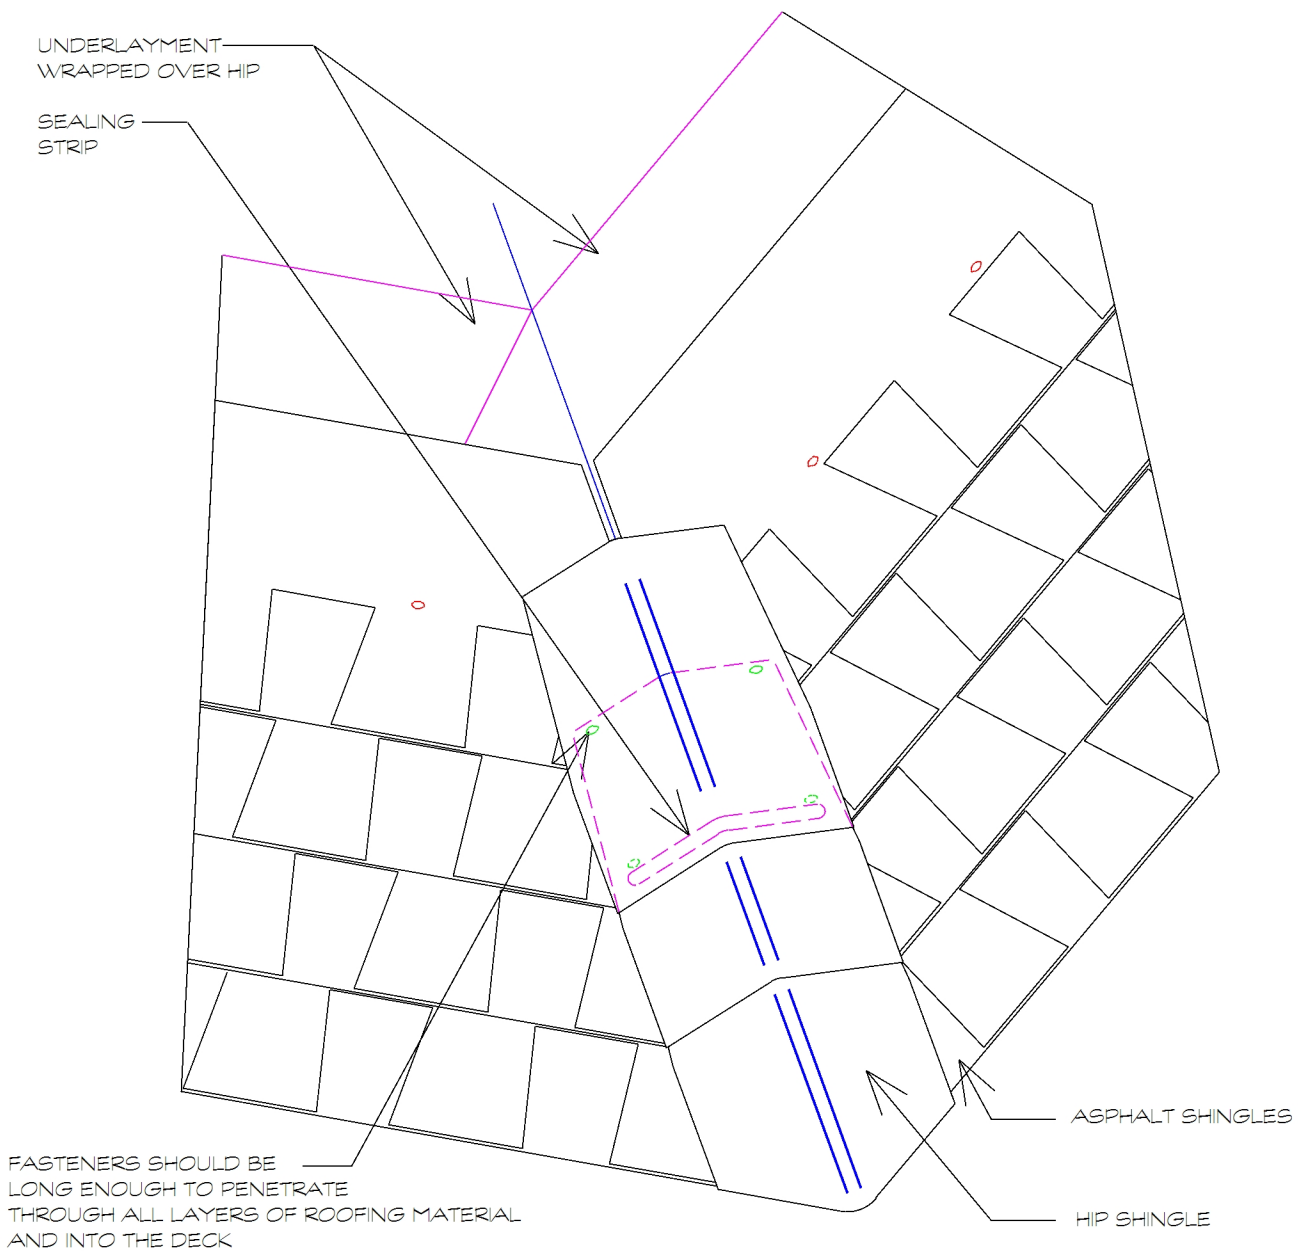 UNDERLAYMENT
WRAPPED OVER HIP
SEALING
STRIP
ASPHALT SHINGLES
FASTENERS SHOULD BE
LONG ENOUGH TO PENETRATE
THROUGH ALL LAYERS OF ROOFING MATERIAL
AND INTO THE DECK
HIP SHINGLE